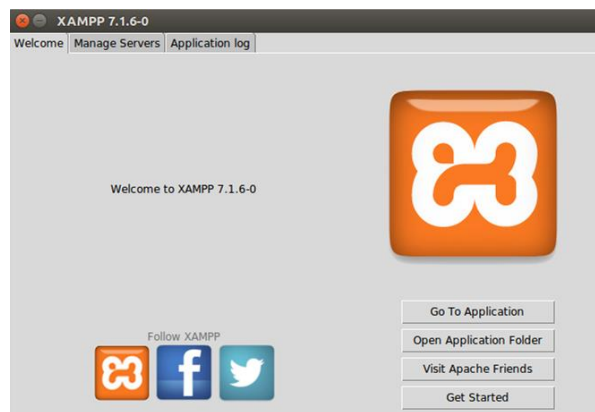 XAMPP 7.1.6-0
Welcome Manage Servers Application log
Welcome to XAMPP 7.1.6-0
Go To Application
Follow XAMPP
Open Application Folder
Visit Apache Friends
Get Started